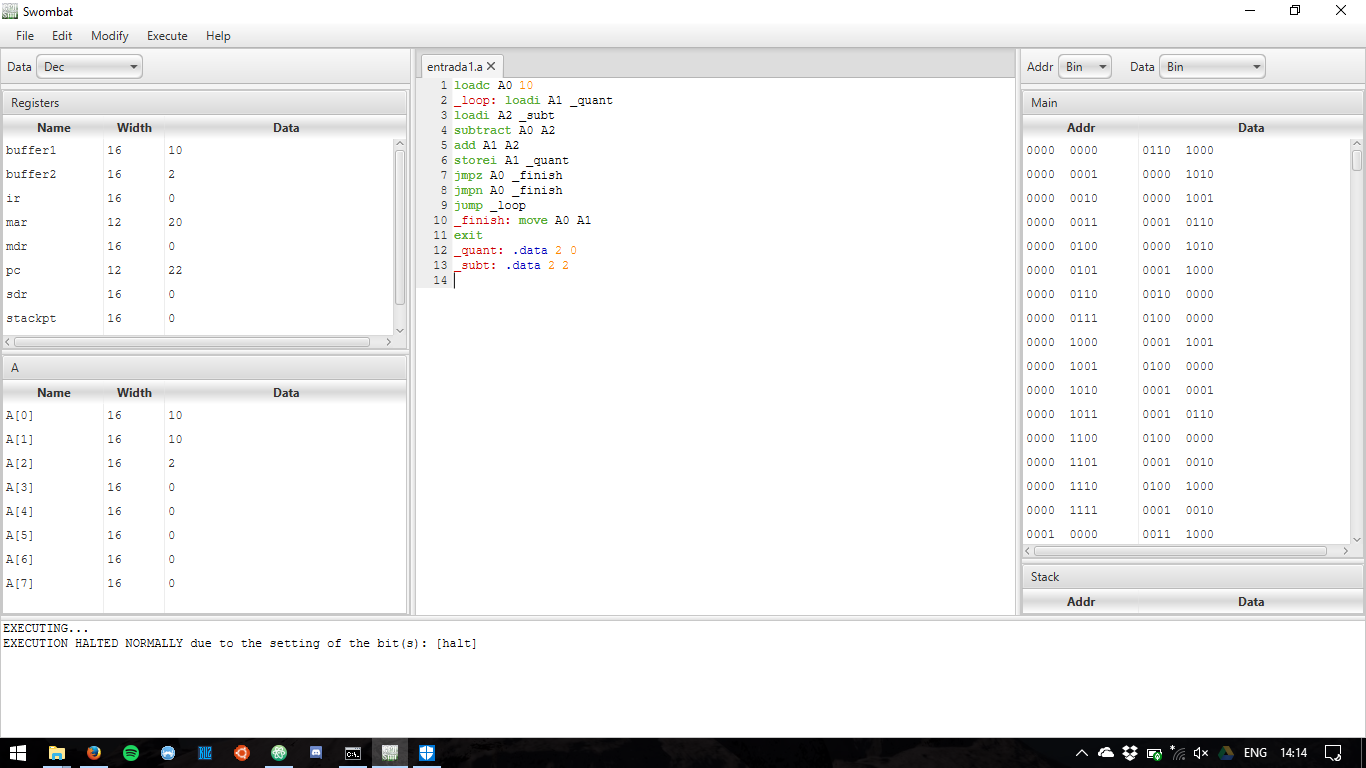 Swombat
File Edit Modify Execute Help
Data Dec
Registers
Name Width Data
buffer1 16 10
buffer2 16 2
ir 16 0
mar 12 20
mdr 16 0
pc 12 22
sdr 16 0
stackpt 16 0
A
Name Width Data
A[0] 16 10
A[1] 16 10
A[2] 16 2
A[3] 16 0
A[4] 16 0
A[5] 16 0
A[6] 16 0
A[7] 16 0
entrada1.a
1 loadc A0 10
2 _loop: loadi A1 _quant
3 loadi A2 _subt
4 subtract A0 A2
5 add A1 A2
6 storei A1 _quant
7 jmpz A0 _finish
8 jmpn A0 _finish
9 jump _loop
10 _finish: move A0 A1
11 exit
12 _quant: .data 2 0
13 _subt: .data 2 2
14
Addr Bin Data Bin
Main
Addr Data
0000 0000 0110 1000
0000 0001 0000 1010
0000 0010 0000 1001
0000 0011 0001 0110
0000 0100 0000 1010
0000 0101 0001 1000
0000 0110 0010 0000
0000 0111 0100 0000
0000 1000 0001 1001
0000 1001 0100 0000
0000 1010 0001 0001
0000 1011 0001 0110
0000 1100 0100 0000
0000 1101 0001 0010
0000 1110 0100 1000
0000 1111 0001 0010
0001 0000 0011 1000
Stack
Addr Data
EXECUTING...
EXECUTION HALTED NORMALLY due to the setting of the bit(s): [halt]
ENG 14:14